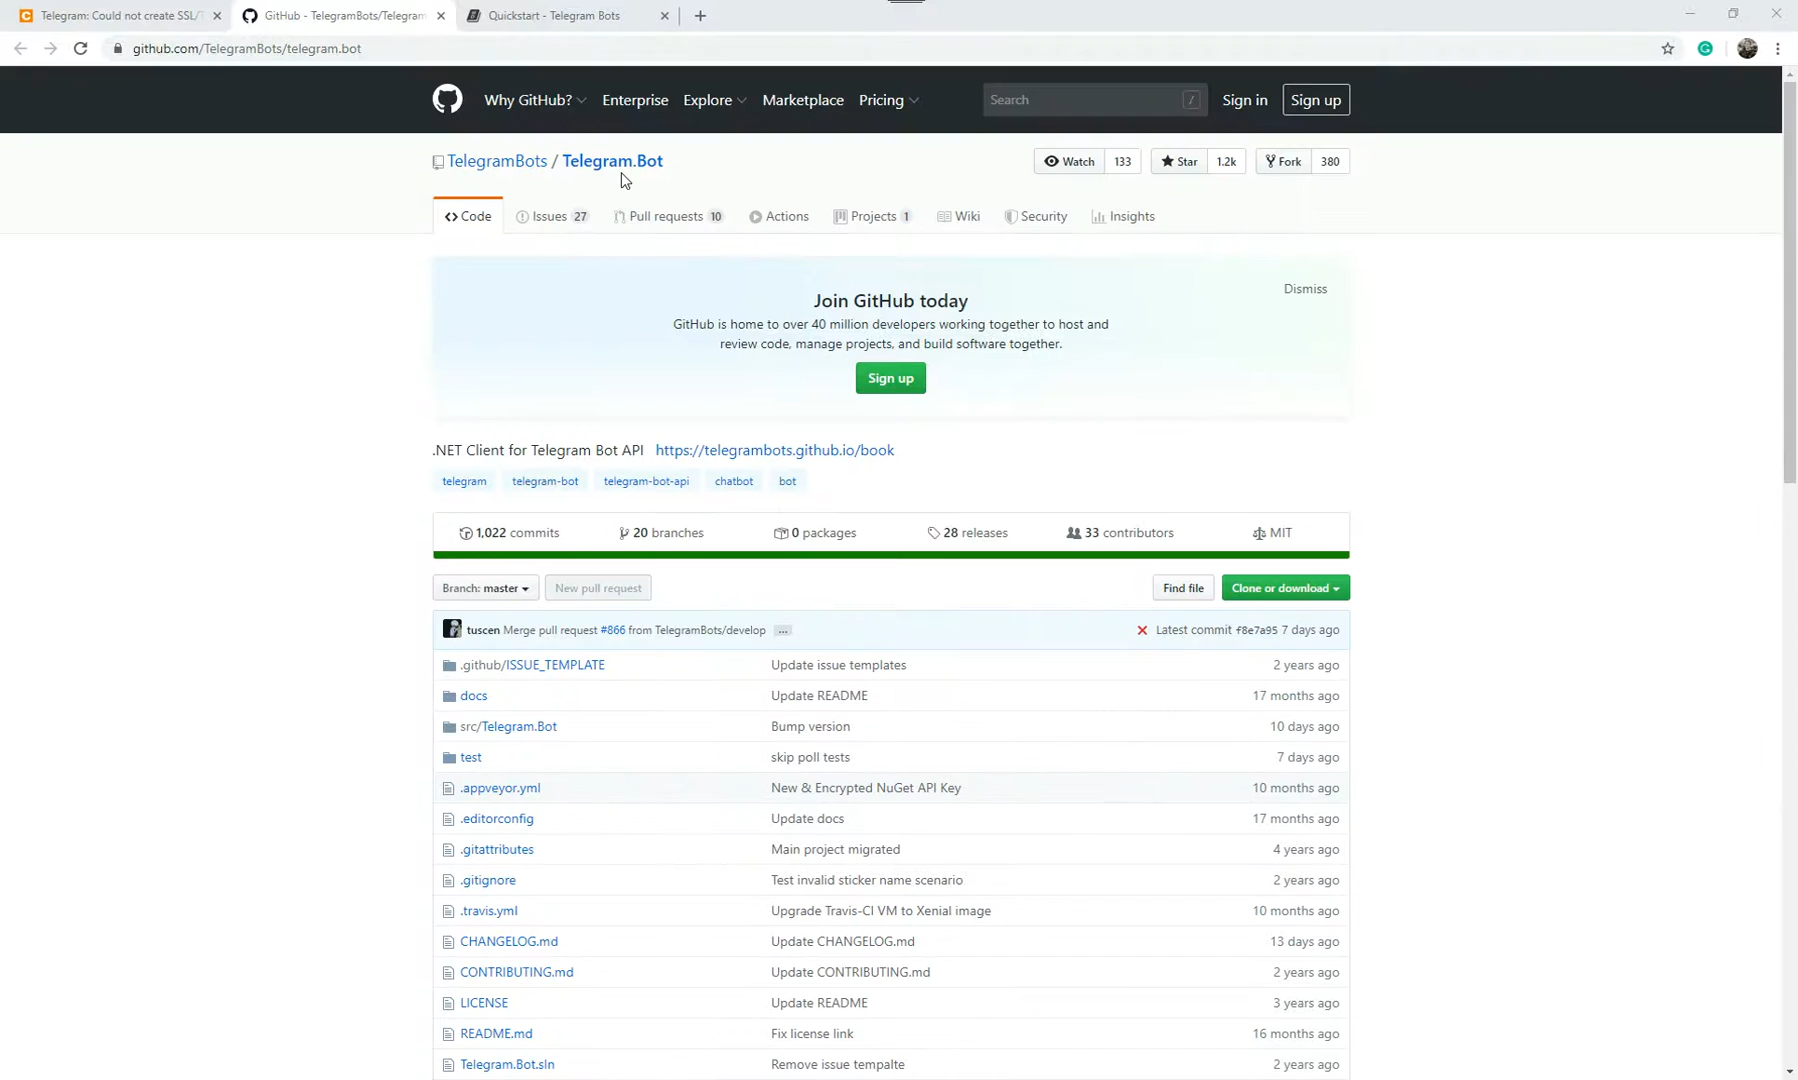 Telegram: Could not create SSL/T
GitHub - TelegramBots/Telegram
Quickstart - Telegram Bots
github.com/TelegramBots/telegram.bot
Why GitHub? Enterprise Explore Marketplace Pricing Search / Sign in Sign up
TelegramBots / Telegram.Bot
Watch 133 Star 1.2k Fork 380
Code Issues 27 Pull requests 10 Actions Projects 1 Wiki Security Insights
Join GitHub today
Dismiss
GitHub is home to over 40 million developers working together to host and
review code, manage projects, and build software together.
Sign up
.NET Client for Telegram Bot API https://telegrambots.github.io/book
telegram telegram-bot telegram-bot-api chatbot bot
1,022 commits 20 branches 0 packages 28 releases 33 contributors MIT
Branch: master New pull request Find file Clone or download
tuscen Merge pull request #866 from TelegramBots/develop ... Latest commit f8e7a95 7 days ago
.github/ISSUE_TEMPLATE Update issue templates 2 years ago
docs Update README 17 months ago
src/Telegram.Bot Bump version 10 days ago
test skip poll tests 7 days ago
.appveyor.yml New & Encrypted NuGet API Key 10 months ago
.editorconfig Update docs 17 months ago
.gitattributes Main project migrated 4 years ago
.gitignore Test invalid sticker name scenario 2 years ago
.travis.yml Upgrade Travis-CI VM to Xenial image 10 months ago
CHANGELOG.md Update CHANGELOG.md 13 days ago
CONTRIBUTING.md Update CONTRIBUTING.md 2 years ago
LICENSE Update README 3 years ago
README.md Fix license link 16 months ago
Telegram.Bot.sln Remove issue tempalte 2 years ago